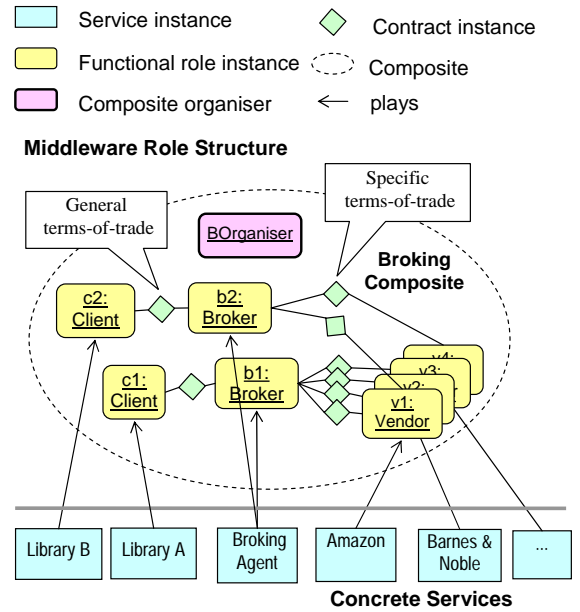 Service instance
Contract instance
Functional role instance
Composite
Composite organiser
plays
Middleware Role Structure
General
terms-of-trade
Specific
terms-of-trade
BOrganiser
Broking
Composite
c2:
Client
b2:
Broker
c1:
Client
b1:
Broker
v4:
v3:
v2:
v1:
Vendor
Library B
Library A
Broking
Agent
Amazon
Barnes &
Noble
...
Concrete Services